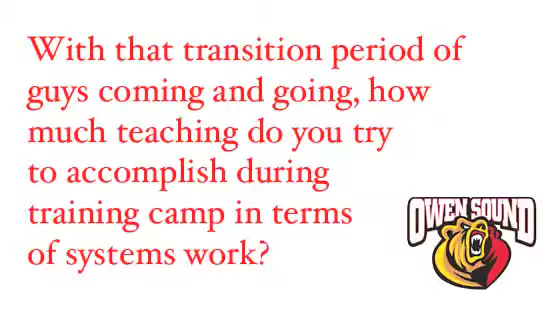 With that transition period of
guys coming and going, how
much teaching do you try
to accomplish during
training camp in terms
of systems work?
OWEN SOUND